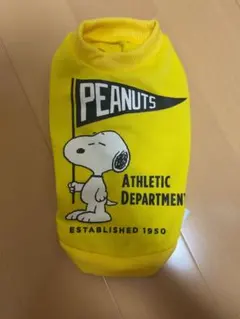 PEANUTS
ATHLETIC
DEPARTMENT
ESTABLISHED 1950